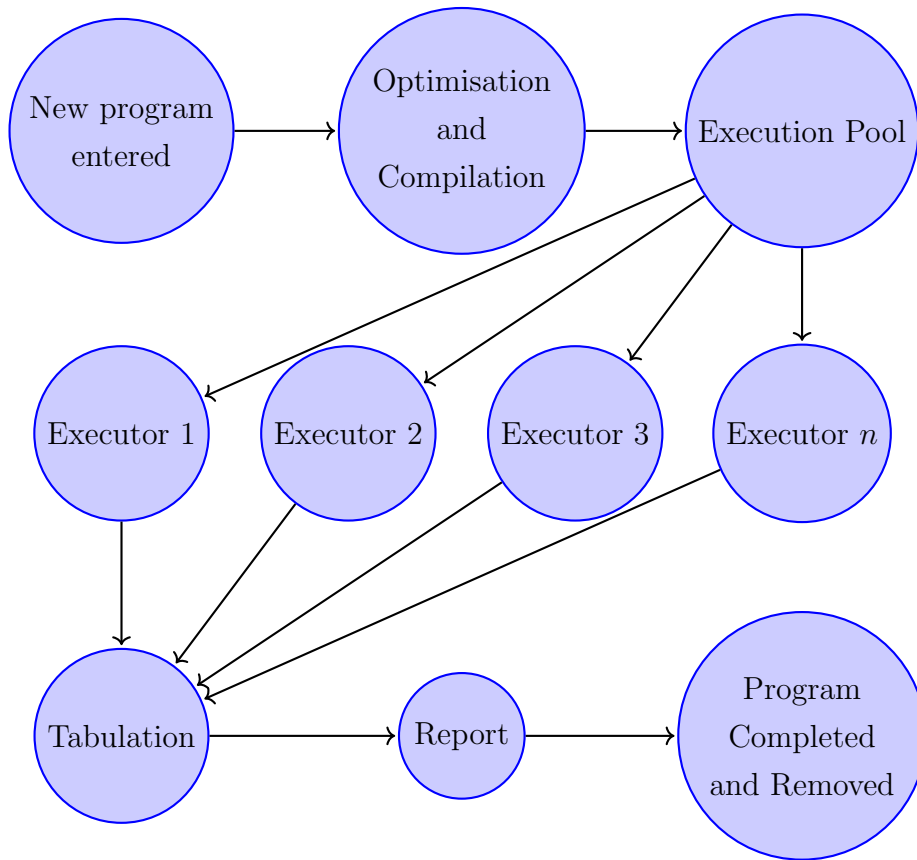 New program
entered
Optimisation
and
Compilation
Execution Pool
Executor 1
Executor 2
Executor 3
Executor n
Tabulation
Report
Program
Completed
and Removed